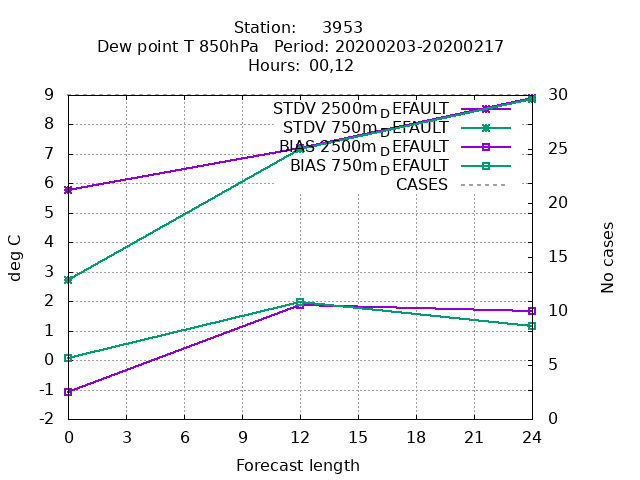 Station: 3953
Dew point T 850hPa Period: 20200203-20200217
Hours: 00,12
9
8
7
6
5
4
3
2
1
0
-1
-2
deg C
30
25
20
15
10
5
0
No cases
STDV 2500m_DEFAULT
STDV 750m_DEFAULT
BIAS 2500m_DEFAULT
BIAS 750m_DEFAULT
CASES
0 3 6 9 12 15 18 21 24
Forecast length